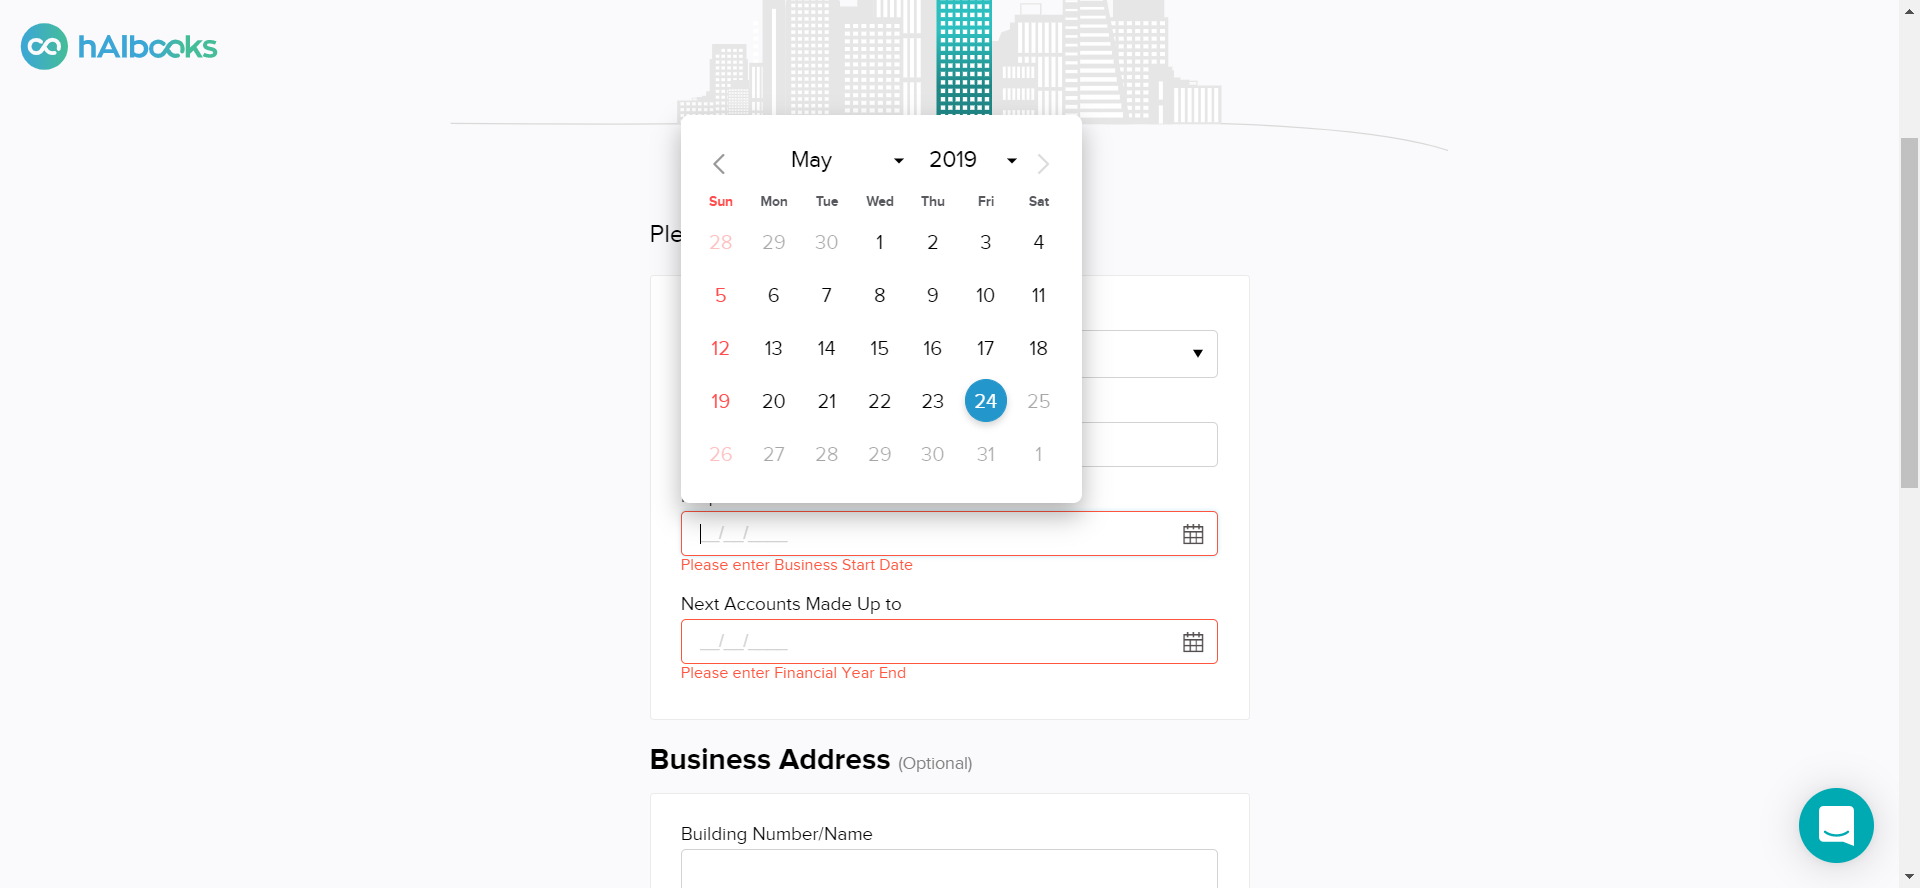 hAIbooks
May 2019
Sun Mon Tue Wed Thu Fri Sat
Ple
28 29 30 1 2 3 4
5 6 7 8 9 10 11
12 13 14 15 16 17 18
19 20 21 22 23 24 25
26 27 28 29 30 31 1
__/__/____
Please enter Business Start Date
Next Accounts Made Up to
__/__/____
Please enter Financial Year End
Business Address (Optional)
Building Number/Name